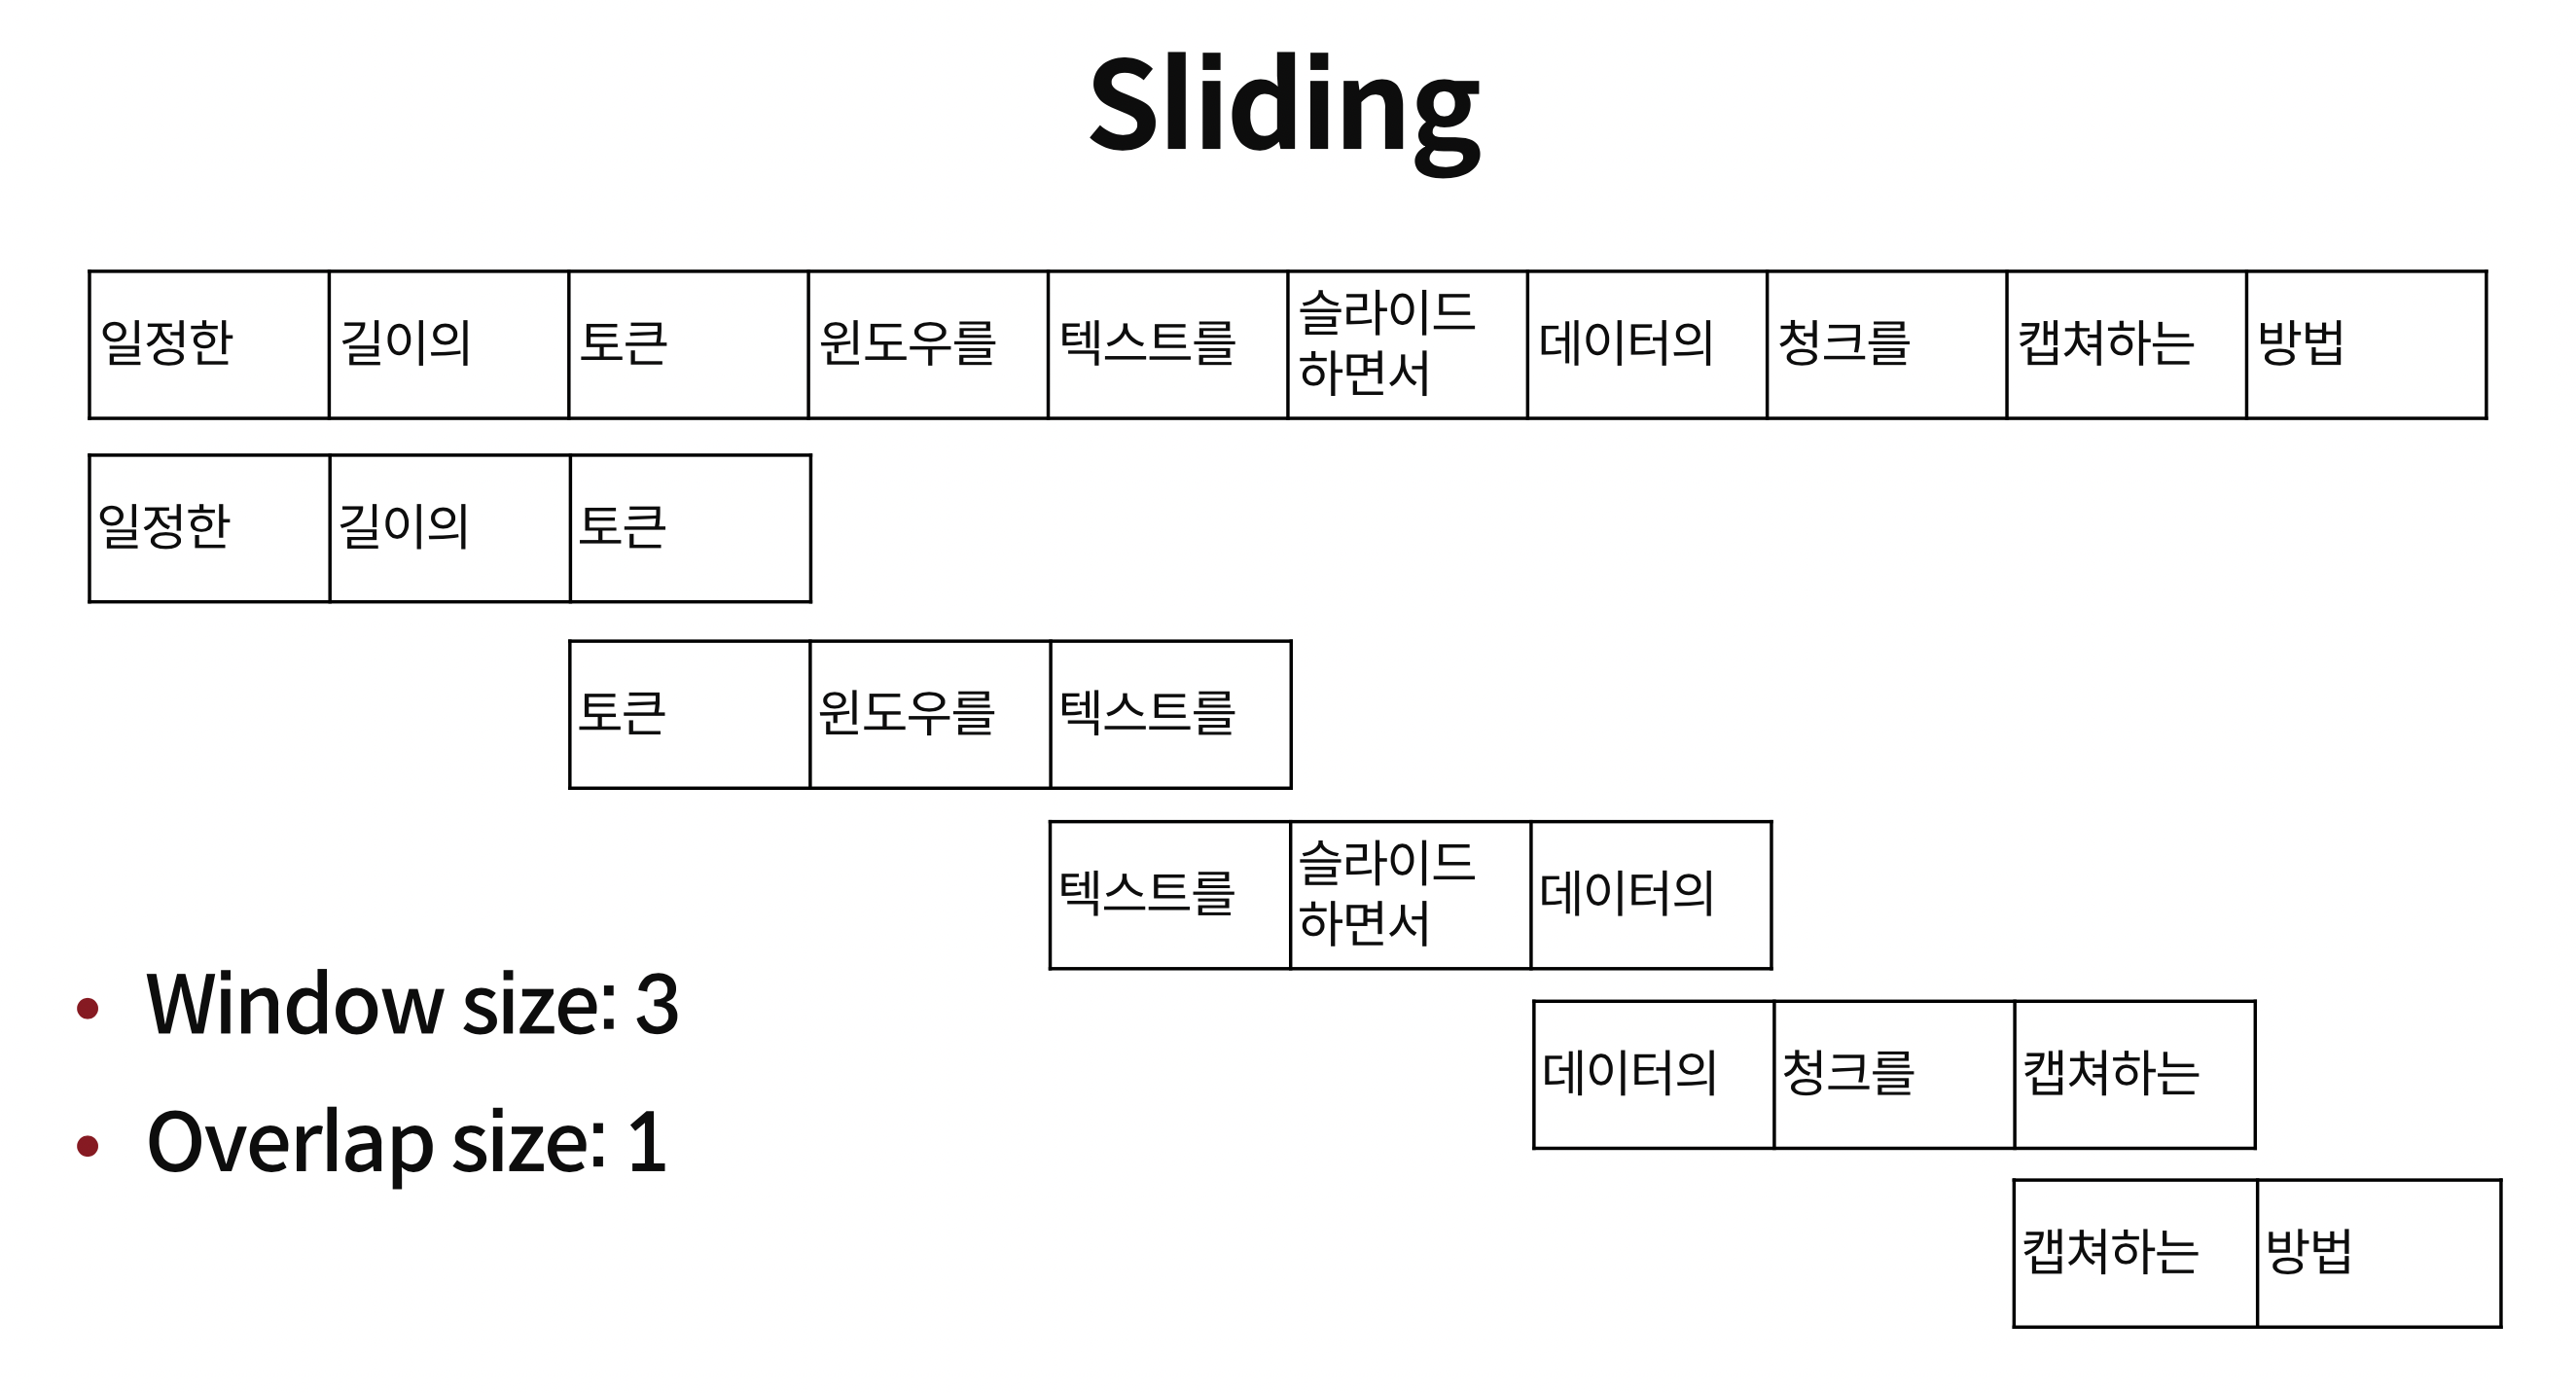 Sliding
일정한 길이의 토큰 윈도우를 텍스트를 슬라이드 하면서 데이터의 청크를 캡쳐하는 방법
일정한 길이의 토큰
토큰 윈도우를 텍스트를
텍스트를 슬라이드 하면서 데이터의
데이터의 청크를 캡쳐하는
캡쳐하는 방법
• Window size: 3
• Overlap size: 1